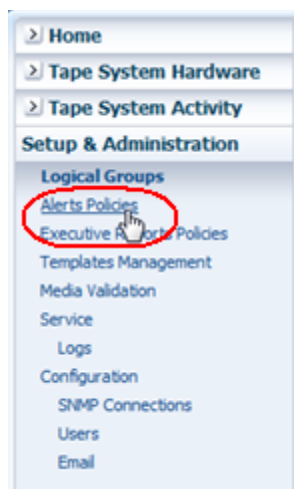 Home
Tape System Hardware
Tape System Activity
Setup & Administration
Logical Groups
Alerts Policies
Executive Reports Policies
Templates Management
Media Validation
Service
Logs
Configuration
SNMP Connections
Users
Email